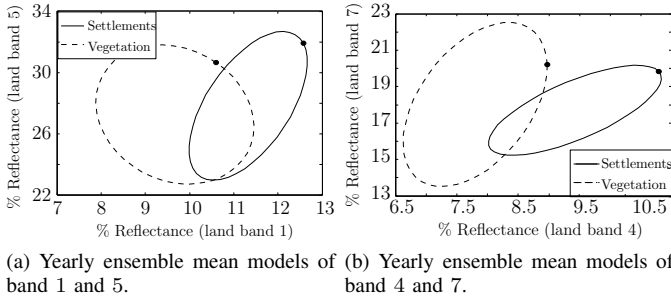 % Reflectance (land band 5)
34
31
28
25
22
Settlements
Vegetation
7 8 9 10 11 12 13
% Reflectance (land band 1)
(a) Yearly ensemble mean models of
band 1 and 5.
% Reflectance (land band 7)
23
21
19
17
15
13
Settlements
Vegetation
6.5 7.5 8.5 9.5 10.5
% Reflectance (land band 4)
(b) Yearly ensemble mean models of
band 4 and 7.